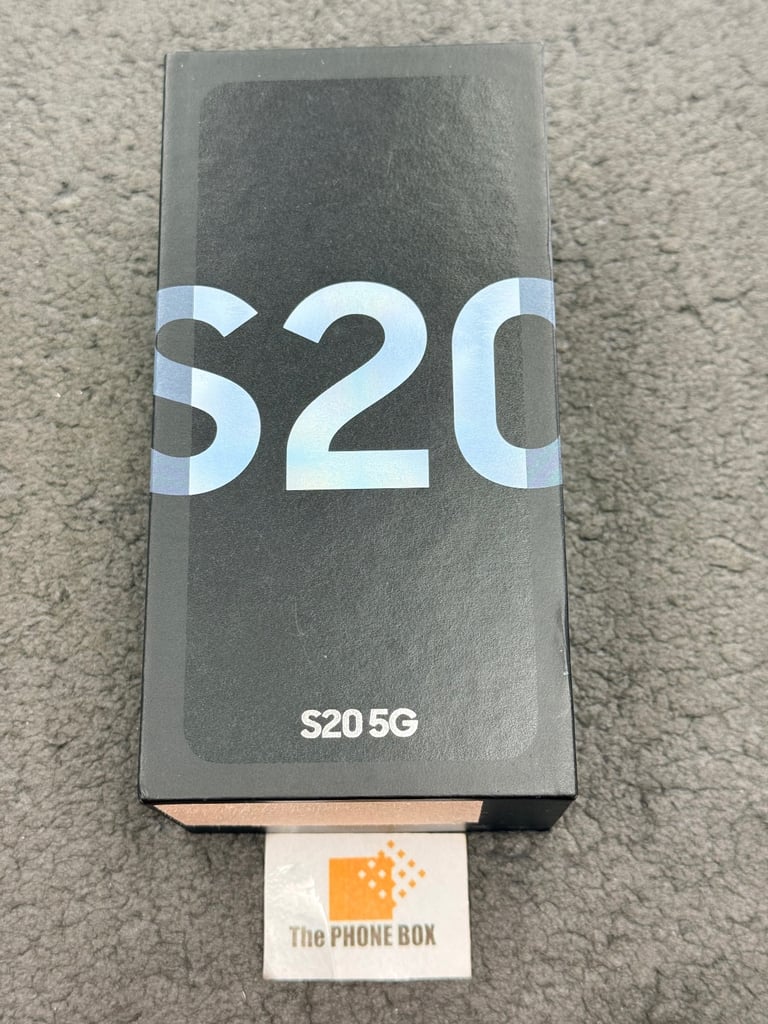 S20
S20 5G
The PHONE BOX